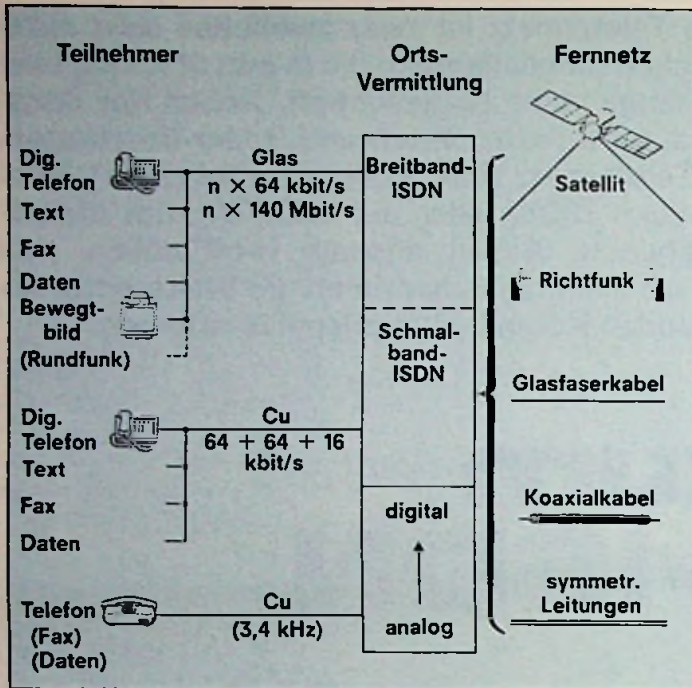 Teilnehmer
Orts-
Vermittlung
Fernnetz
Dig.
Telefon
Text
Fax
Daten
Bewegt-
bild
(Rundfunk)
Glas
n × 64 kbit/s
n × 140 Mbit/s
Breitband-
ISDN
Schmal-
band-
ISDN
Dig.
Telefon
Text
Fax
Daten
Cu
64 + 64 + 16
kbit/s
digital
analog
Telefon
(Fax)
(Daten)
Cu
(3,4 kHz)
Satellit
Richtfunk
Glasfaserkabel
Koaxialkabel
symmetr.
Leitungen